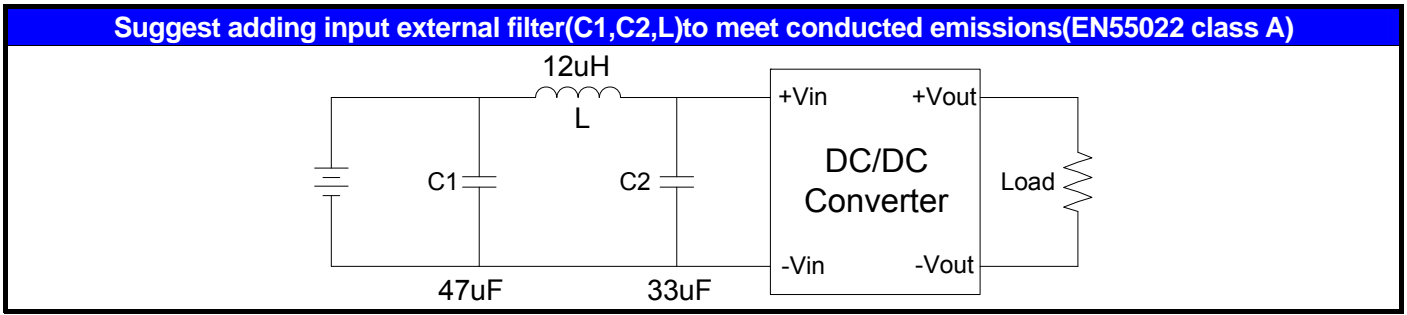 Suggest adding input external filter(C1,C2,L)to meet conducted emissions(EN55022 class A)
12uH
L
C1
C2
47uF
33uF
+Vin
+Vout
DC/DC
Converter
-Vin
-Vout
Load